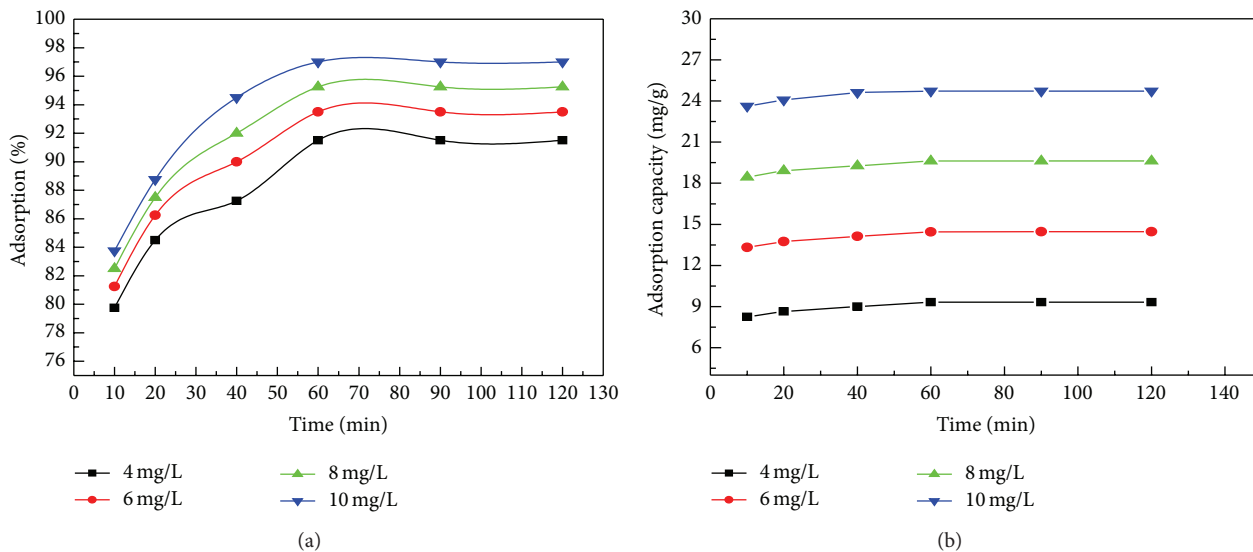 100
98
96
94
92
90
88
86
84
82
80
78
76
Adsorption (%)
0 10 20 30 40 50 60 70 80 90 100 110 120 130
Time (min)
4 mg/L
6 mg/L
8 mg/L
10 mg/L
(a)
30
27
24
21
18
15
12
9
6
Adsorption capacity (mg/g)
0 20 40 60 80 100 120 140
Time (min)
4 mg/L
6 mg/L
8 mg/L
10 mg/L
(b)